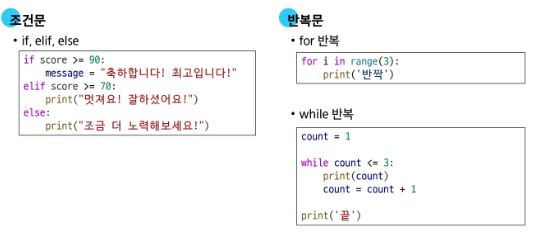 조건문
• if, elif, else
if score >= 90:
    message = "축하합니다! 최고입니다!"
elif score >= 70:
    print("멋져요! 잘하셨어요!")
else:
    print("조금 더 노력해보세요!")
반복문
• for 반복
for i in range(3):
    print('반짝')
• while 반복
count = 1

while count <= 3:
    print(count)
    count = count + 1

print('끝')